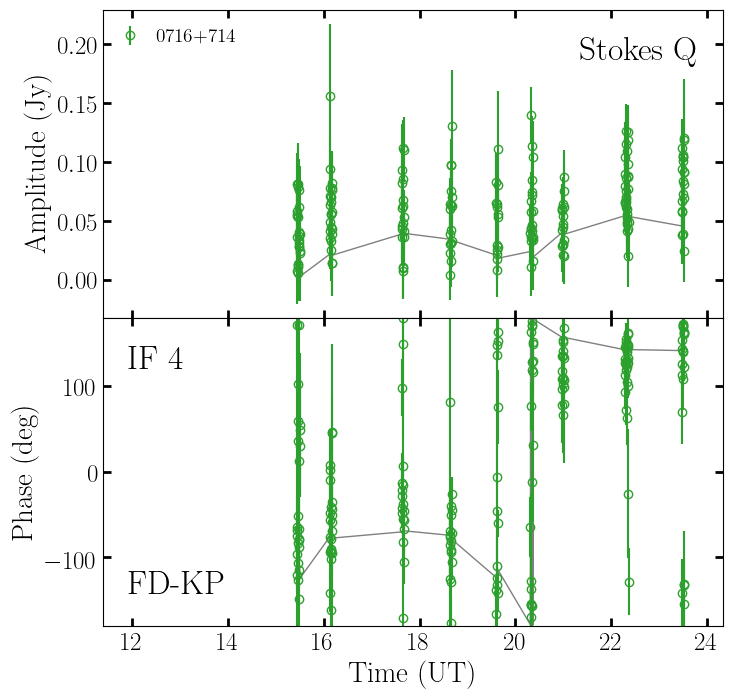 0716+714
Stokes Q
0.20
0.15
0.10
0.05
0.00
Amplitude (Jy)
IF 4
100
0
−100
Phase (deg)
FD-KP
12 14 16 18 20 22 24
Time (UT)